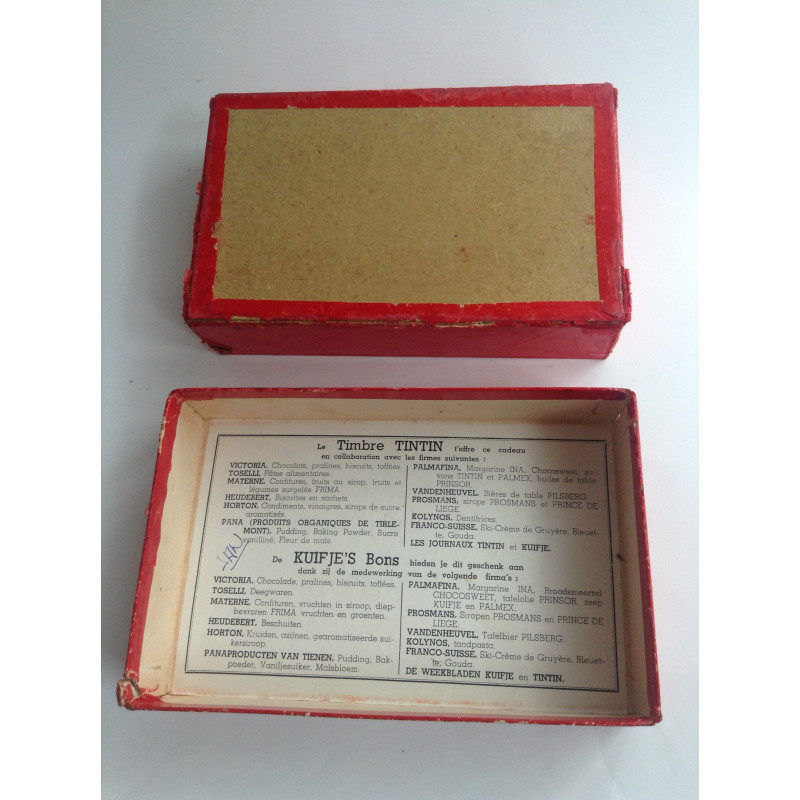 Le Timbre TINTIN t'offre ce cadeau
en collaboration avec les firmes suivantes :
VICTORIA. Chocolats, pralines, biscuits, toffées.
TOSELLI. Pâtes alimentaires.
MATERNE. Confitures, fruits au sirop, fruits et
légumes surgelés FRIMA.
HEUDEBERT. Biscottes en sachets.
HORTON. Condiments, vinaigres, sirops de sucre
aromatisés.
PANA (PRODUITS ORGANIQUES DE TIRLE-
MONT), Pudding, Baking Powder, Sucre
vanilliné, Fleur de maïs.
PALMAFINA. Margarine INA, Chocosweet, sa-
vons TINTIN et PALMEX, huiles de table
PRINSOR.
VANDENHEUVEL. Bières de table PILSBERG.
PROSMANS. sirops PROSMANS et PRINCE DE
LIEGE.
KOLYNOS. Dentifrices.
FRANCO-SUISSE. Ski-Crème de Gruyère, Bleuet-
te, Gouda.
LES JOURNAUX TINTIN et KUIFJE.
De KUIFJE'S Bons bieden je dit geschenk aan
dank zij de medewerking van de volgende firma's :
VICTORIA. Chocolade, pralines, biscuits, toffées.
TOSELLI. Deegwaren.
MATERNE. Confituren, vruchten in siroop, diep-
bevroren FRIMA vruchten en groenten.
HEUDEBERT. Beschuiten.
HORTON. Kruiden, azijnen, gearomatiseerde sui-
kersiroop.
PANAPRODUCTEN VAN TIENEN, Pudding, Bak-
poeder, Vaniljesuiker, Maïsbloem.
PALMAFINA. Margarine INA, Broodsmeersel
CHOCOSWEET, tafelolie PRINSOR, zeep
KUIFJE en PALMEX.
PROSMANS. Siropen PROSMANS en PRINCE DE
LIEGE.
VANDENHEUVEL. Tafelbier PILSBERG.
KOLYNOS. tandpasta.
FRANCO-SUISSE. Ski-Crème de Gruyère, Bleuet-
te, Gouda.
DE WEEKBLADEN KUIFJE en TINTIN.